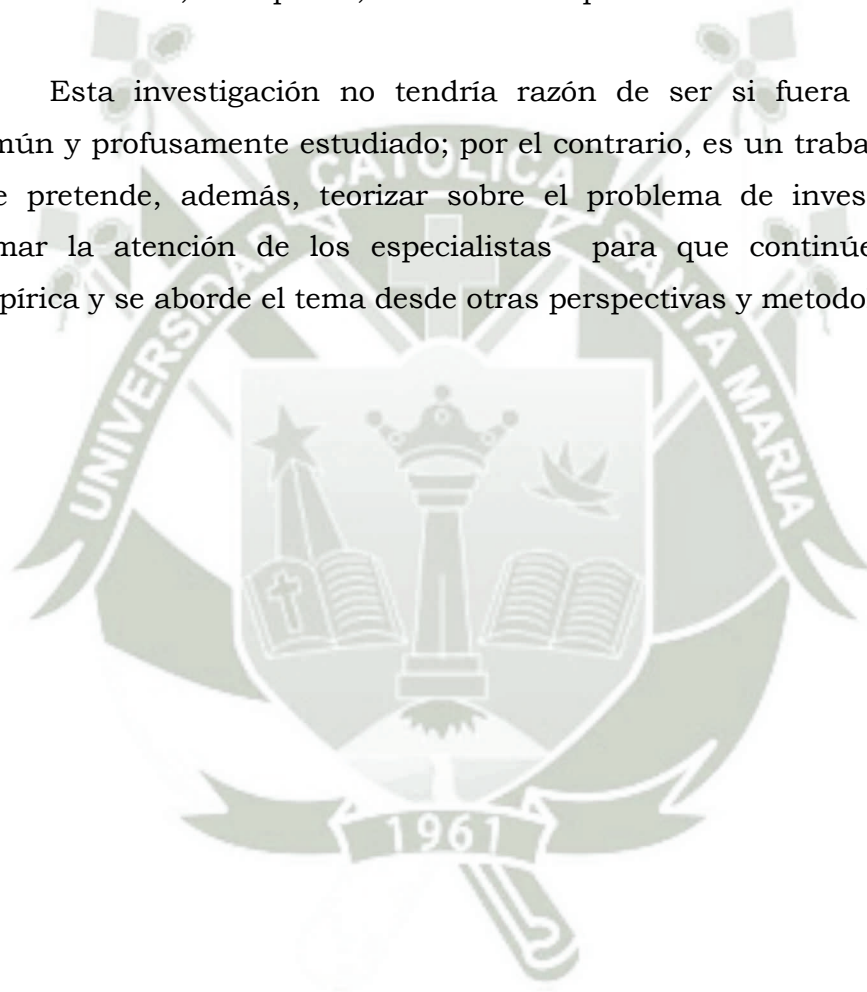 Esta investigación no tendría razón de ser si fuera
mún y profusamente estudiado; por el contrario, es un traba
e pretende, además, teorizar sobre el problema de inves
mar la atención de los especialistas para que continúe
pírica y se aborde el tema desde otras perspectivas y metodo
UNIVERSIDAD CATOLICA SANTA MARIA
1961